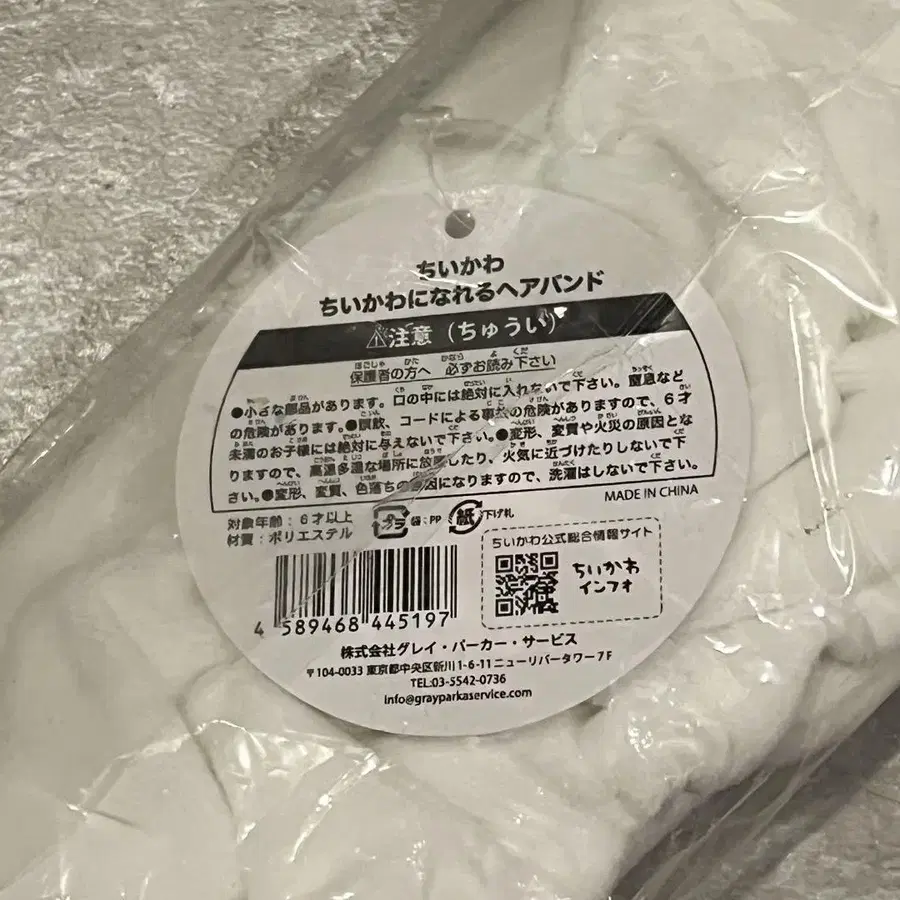 ちいかわ
ちいかわになれるヘアバンド
⚠注意（ちゅうい）
保護者の方へ 必ずお読み下さい
●小さな部品があります。口の中には絶対に入れないで下さい。窒息など
の危険があります。●誤飲、コードによる事故の危険がありますので、6才
未満のお子様には絶対に与えないで下さい。●変形、変質や火災の原因とな
りますので、高温多湿な場所に放置したり、火気に近づけたりしないで下
さい。●変形、変質、色落ちの原因になりますので、洗濯はしないで下さい。
MADE IN CHINA
対象年齢：6才以上
材質：ポリエステル
プラ 袋：PP 紙 下げ札
ちいかわ公式総合情報サイト
ちいかわ
インフォ
4 589468 445197
株式会社グレイ・パーカー・サービス
〒104-0033 東京都中央区新川1-6-11 ニューリバータワー7F
TEL:03-5542-0736
info@grayparkaservice.com